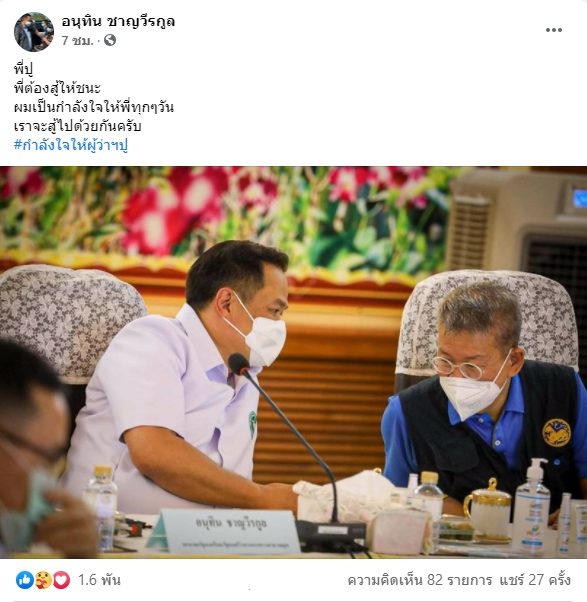 อนุทิน ชาญวีรกูล
7 ชม. ·
พี่ปู
พี่ต้องสู้ให้ชนะ
ผมเป็นกำลังใจให้พี่ทุกๆวัน
เราจะสู้ไปด้วยกันครับ
#กำลังใจให้ผู้ว่าฯปู
อนุทิน ชาญวีรกูล
1.6 พัน
ความคิดเห็น 82 รายการ แชร์ 27 ครั้ง